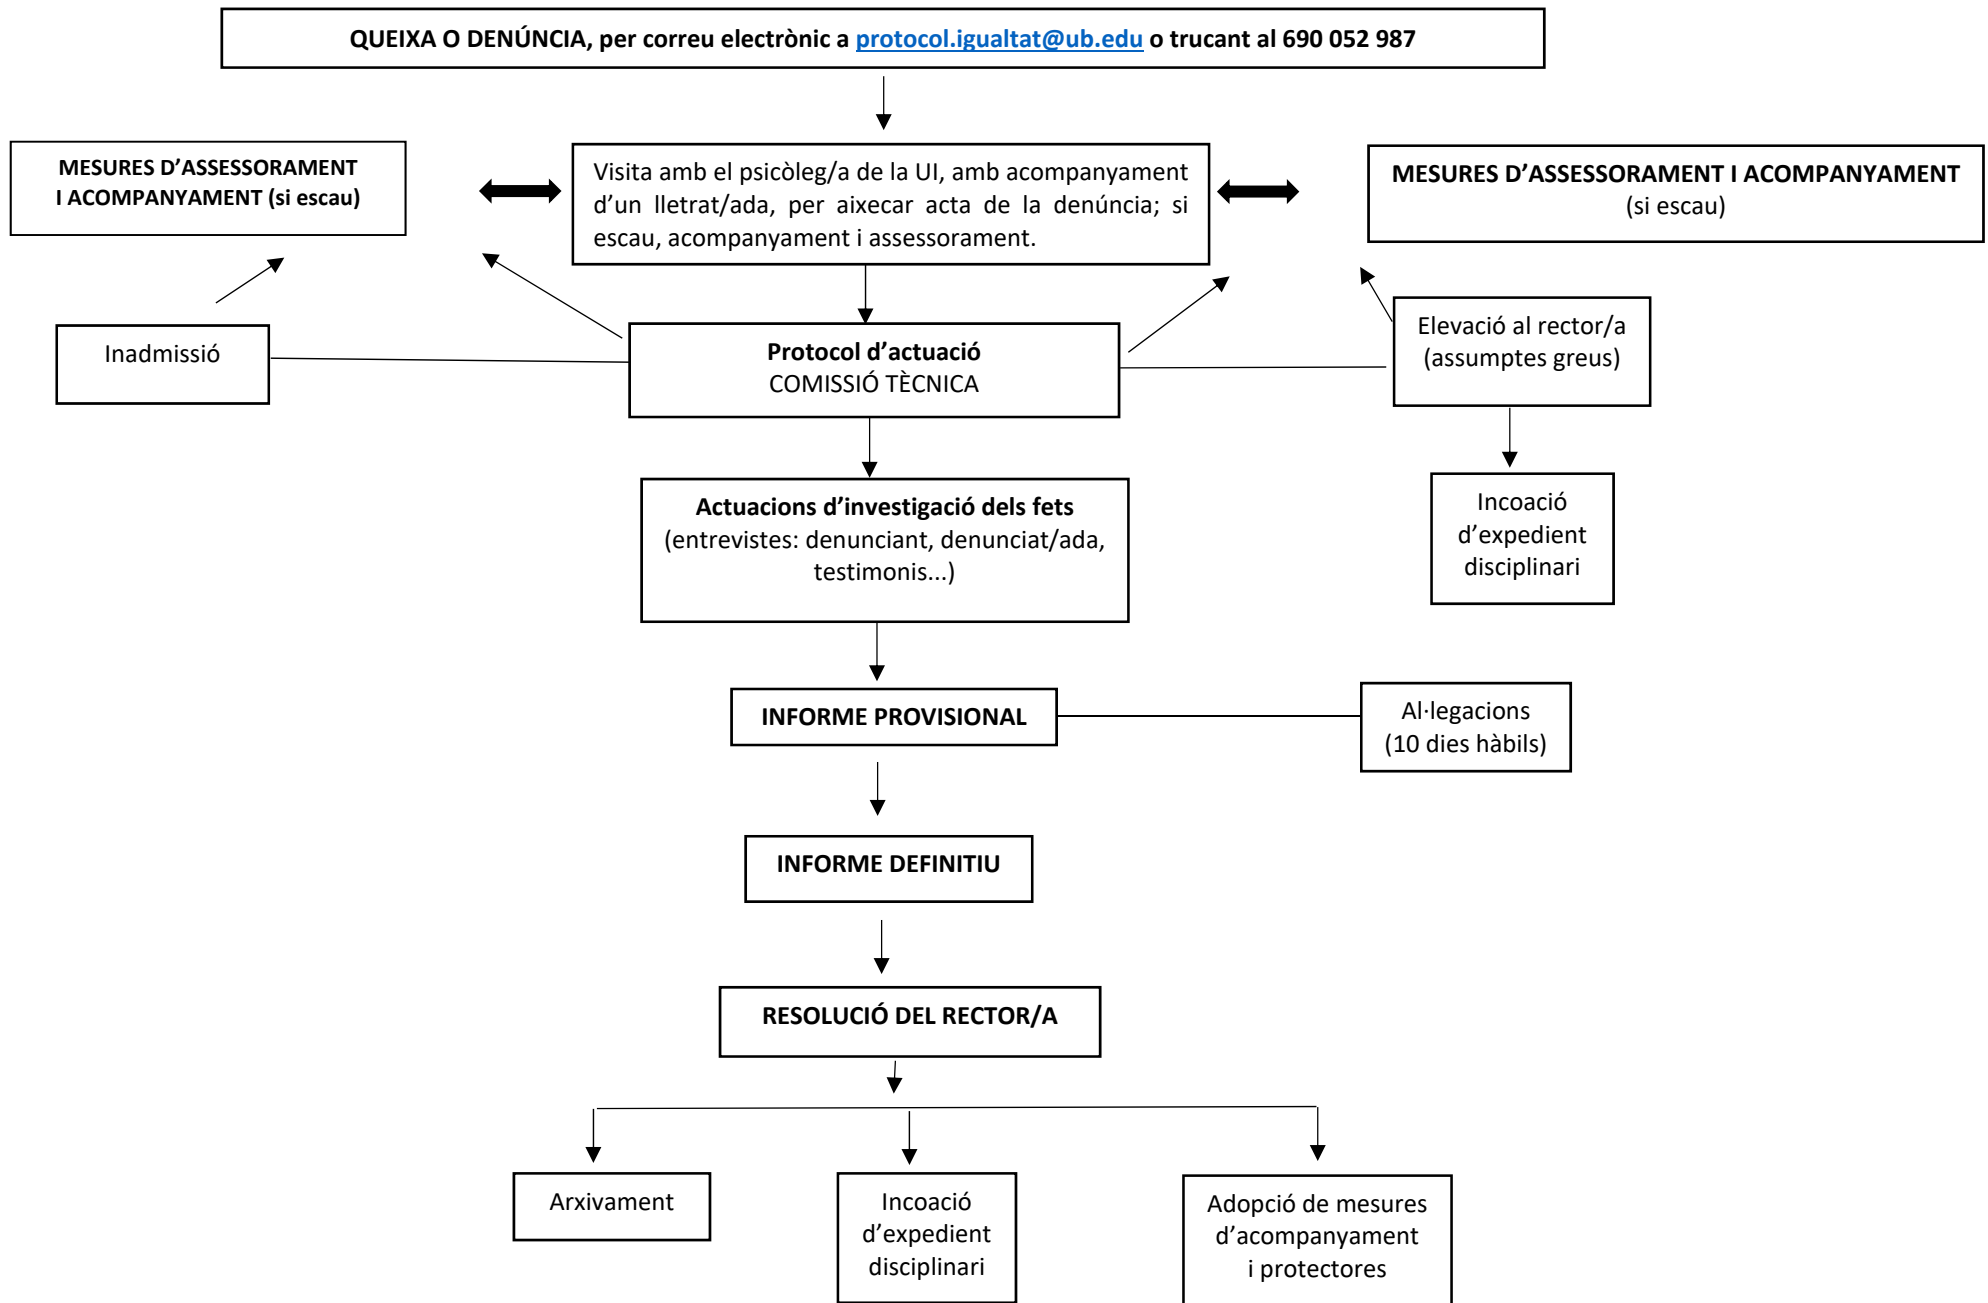 QUEIXA O DENÚNCIA, per correu electrònic a protocol.igualtat@ub.edu o trucant al 690 052 987
MESURES D’ASSESSORAMENT
I ACOMPANYAMENT (si escau)
Visita amb el psicòleg/a de la UI, amb acompanyament
d’un lletrat/ada, per aixecar acta de la denúncia; si
escau, acompanyament i assessorament.
MESURES D’ASSESSORAMENT I ACOMPANYAMENT
(si escau)
Inadmissió
Protocol d’actuació
COMISSIÓ TÈCNICA
Elevació al rector/a
(assumptes greus)
Actuacions d’investigació dels fets
(entrevistes: denunciant, denunciat/ada,
testimonis...)
Incoació
d’expedient
disciplinari
INFORME PROVISIONAL
Al·legacions
(10 dies hàbils)
INFORME DEFINITIU
RESOLUCIÓ DEL RECTOR/A
Arxivament
Incoació
d’expedient
disciplinari
Adopció de mesures
d’acompanyament
i protectores